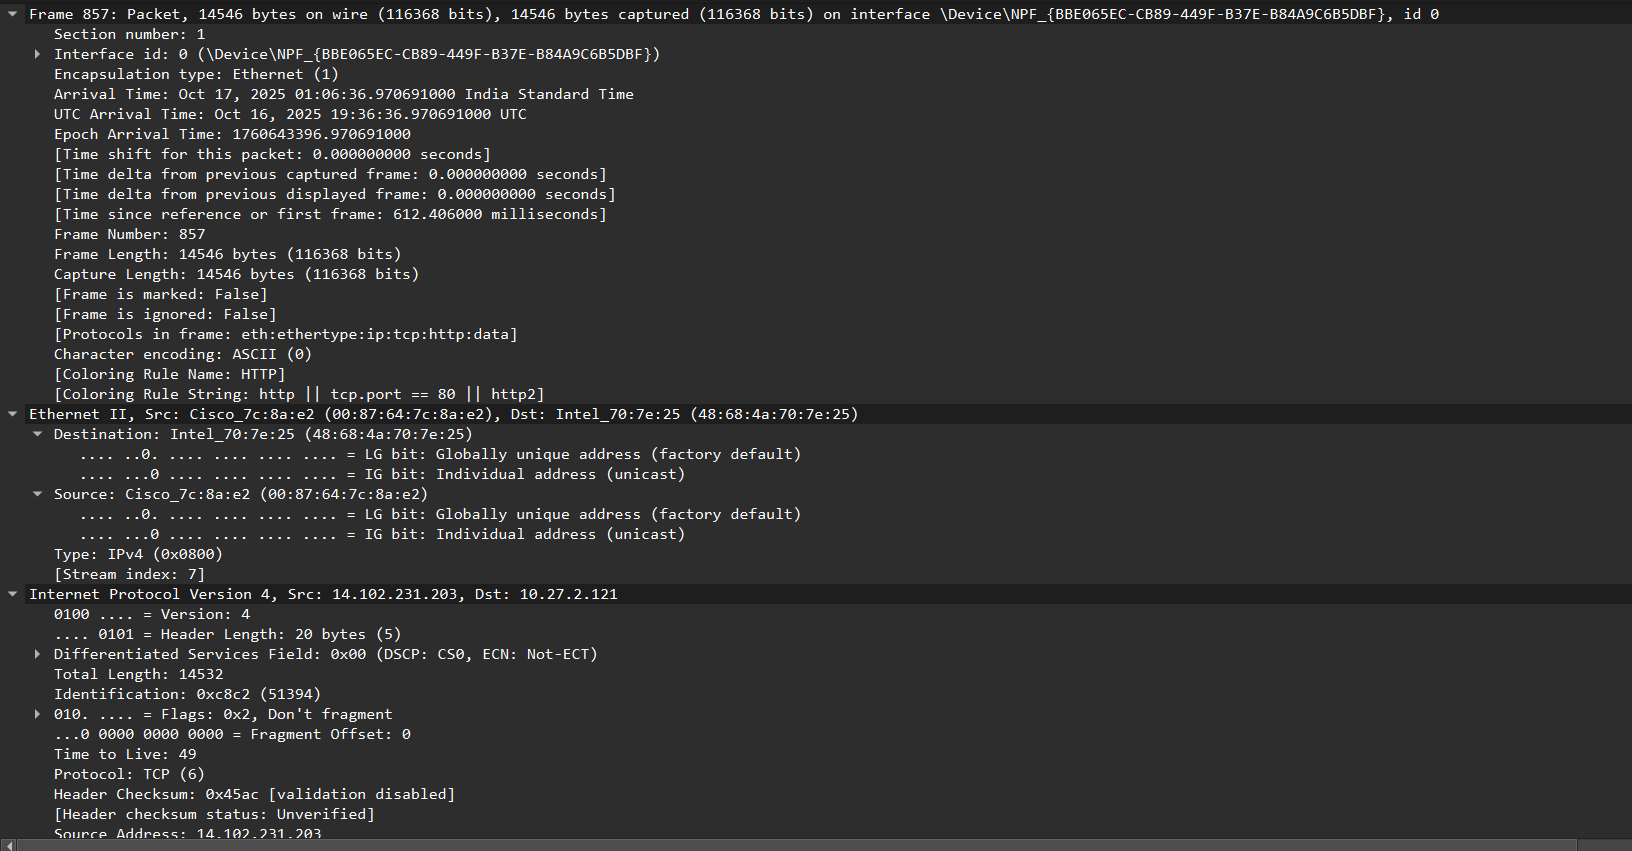 Frame 857: Packet, 14546 bytes on wire (116368 bits), 14546 bytes captured (116368 bits) on interface \Device\NPF_{BBE065EC-CB89-449F-B37E-B84A9C6B5DBF}, id 0
Section number: 1
Interface id: 0 (\Device\NPF_{BBE065EC-CB89-449F-B37E-B84A9C6B5DBF})
Encapsulation type: Ethernet (1)
Arrival Time: Oct 17, 2025 01:06:36.970691000 India Standard Time
UTC Arrival Time: Oct 16, 2025 19:36:36.970691000 UTC
Epoch Arrival Time: 1760643396.970691000
[Time shift for this packet: 0.000000000 seconds]
[Time delta from previous captured frame: 0.000000000 seconds]
[Time delta from previous displayed frame: 0.000000000 seconds]
[Time since reference or first frame: 612.406000 milliseconds]
Frame Number: 857
Frame Length: 14546 bytes (116368 bits)
Capture Length: 14546 bytes (116368 bits)
[Frame is marked: False]
[Frame is ignored: False]
[Protocols in frame: eth:ethertype:ip:tcp:http:data]
Character encoding: ASCII (0)
[Coloring Rule Name: HTTP]
[Coloring Rule String: http || tcp.port == 80 || http2]
Ethernet II, Src: Cisco_7c:8a:e2 (00:87:64:7c:8a:e2), Dst: Intel_70:7e:25 (48:68:4a:70:7e:25)
Destination: Intel_70:7e:25 (48:68:4a:70:7e:25)
.... ..0. .... .... .... .... = LG bit: Globally unique address (factory default)
.... ...0 .... .... .... .... = IG bit: Individual address (unicast)
Source: Cisco_7c:8a:e2 (00:87:64:7c:8a:e2)
.... ..0. .... .... .... .... = LG bit: Globally unique address (factory default)
.... ...0 .... .... .... .... = IG bit: Individual address (unicast)
Type: IPv4 (0x0800)
[Stream index: 7]
Internet Protocol Version 4, Src: 14.102.231.203, Dst: 10.27.2.121
0100 .... = Version: 4
.... 0101 = Header Length: 20 bytes (5)
Differentiated Services Field: 0x00 (DSCP: CS0, ECN: Not-ECT)
Total Length: 14532
Identification: 0xc8c2 (51394)
010. .... = Flags: 0x2, Don't fragment
...0 0000 0000 0000 = Fragment Offset: 0
Time to Live: 49
Protocol: TCP (6)
Header Checksum: 0x45ac [validation disabled]
[Header checksum status: Unverified]
Source Address: 14.102.231.203